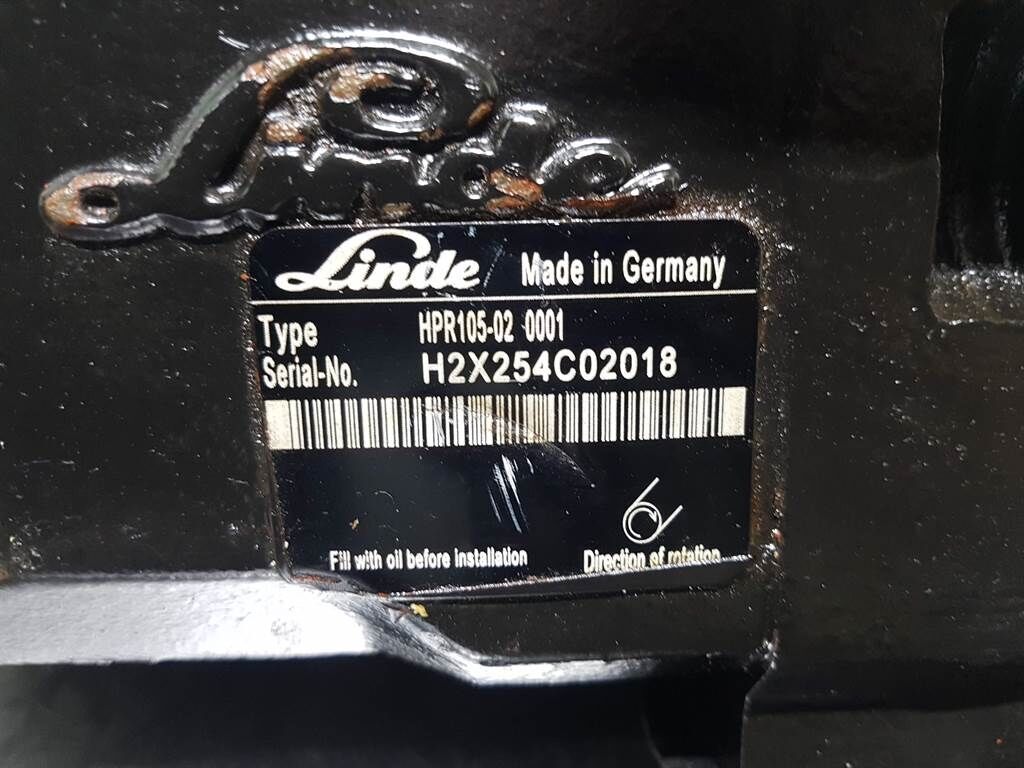 Linde
Linde Made in Germany
Type HPR105-02 0001
Serial-No. H2X254C02018
Fill with oil before installation
Direction of rotation